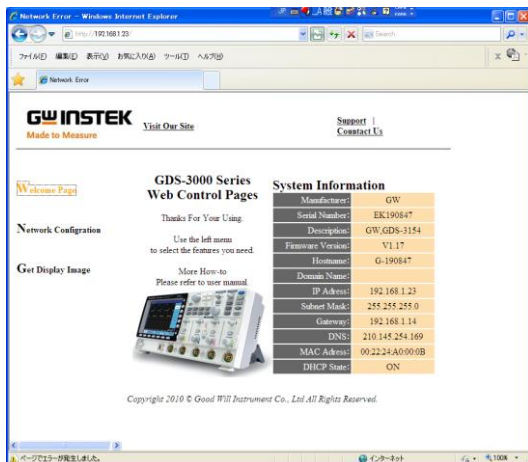 Network Error - Windows Internet Explorer
http://192.168.1.23
Search
ファイル(F) 編集(E) 表示(V) お気に入り(A) ツール(T) ヘルプ(H)
Network Error
GW INSTEK
Made to Measure
Visit Our Site
Support |
Countact Us
Welcome Page
Network Configration
Get Display Image
GDS-3000 Series
Web Control Pages
Thanks For Your Using.
Use the left menu
to select the features you need.
More How-to
Please refer to user manual.
System Information
Manufacturer: GW
Serial Number: EK190847
Description: GW,GDS-3154
Firmware Version: V1.17
Hostname: G-190847
Domain Name:
IP Adress: 192.168.1.23
Subnet Mask: 255.255.255.0
Gateway: 192.168.1.14
DNS: 210.145.254.169
MAC Adress: 00:22:24:A0:00:0B
DHCP State: ON
Copyright 2010 © Good Will Instrument Co., Ltd All Rights Reserved.
ページでエラーが発生しました。
インターネット
100%